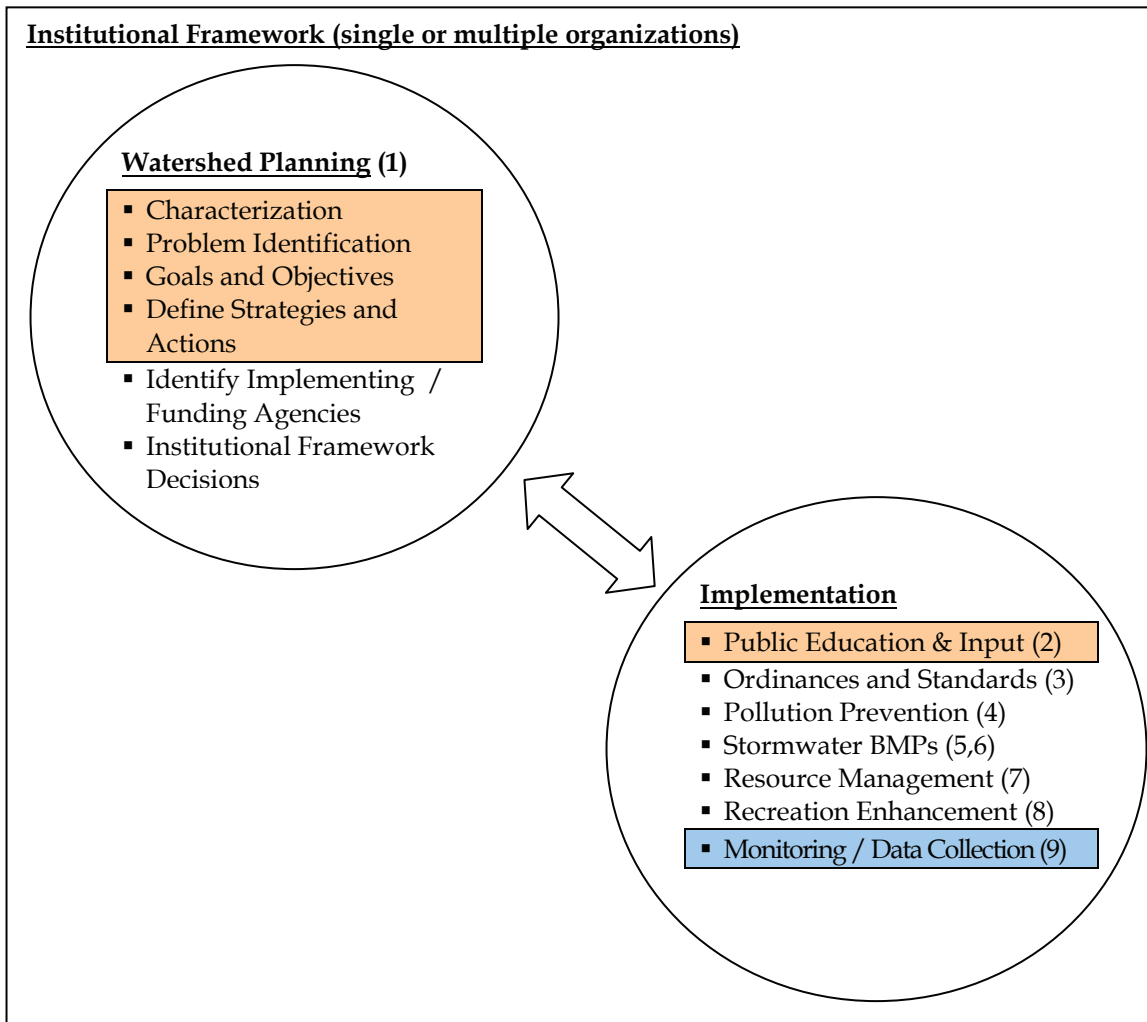 Institutional Framework (single or multiple organizations)
Watershed Planning (1)
▪ Characterization
▪ Problem Identification
▪ Goals and Objectives
▪ Define Strategies and
Actions
▪ Identify Implementing /
Funding Agencies
▪ Institutional Framework
Decisions
Implementation
▪ Public Education & Input (2)
▪ Ordinances and Standards (3)
▪ Pollution Prevention (4)
▪ Stormwater BMPs (5,6)
▪ Resource Management (7)
▪ Recreation Enhancement (8)
▪ Monitoring / Data Collection (9)